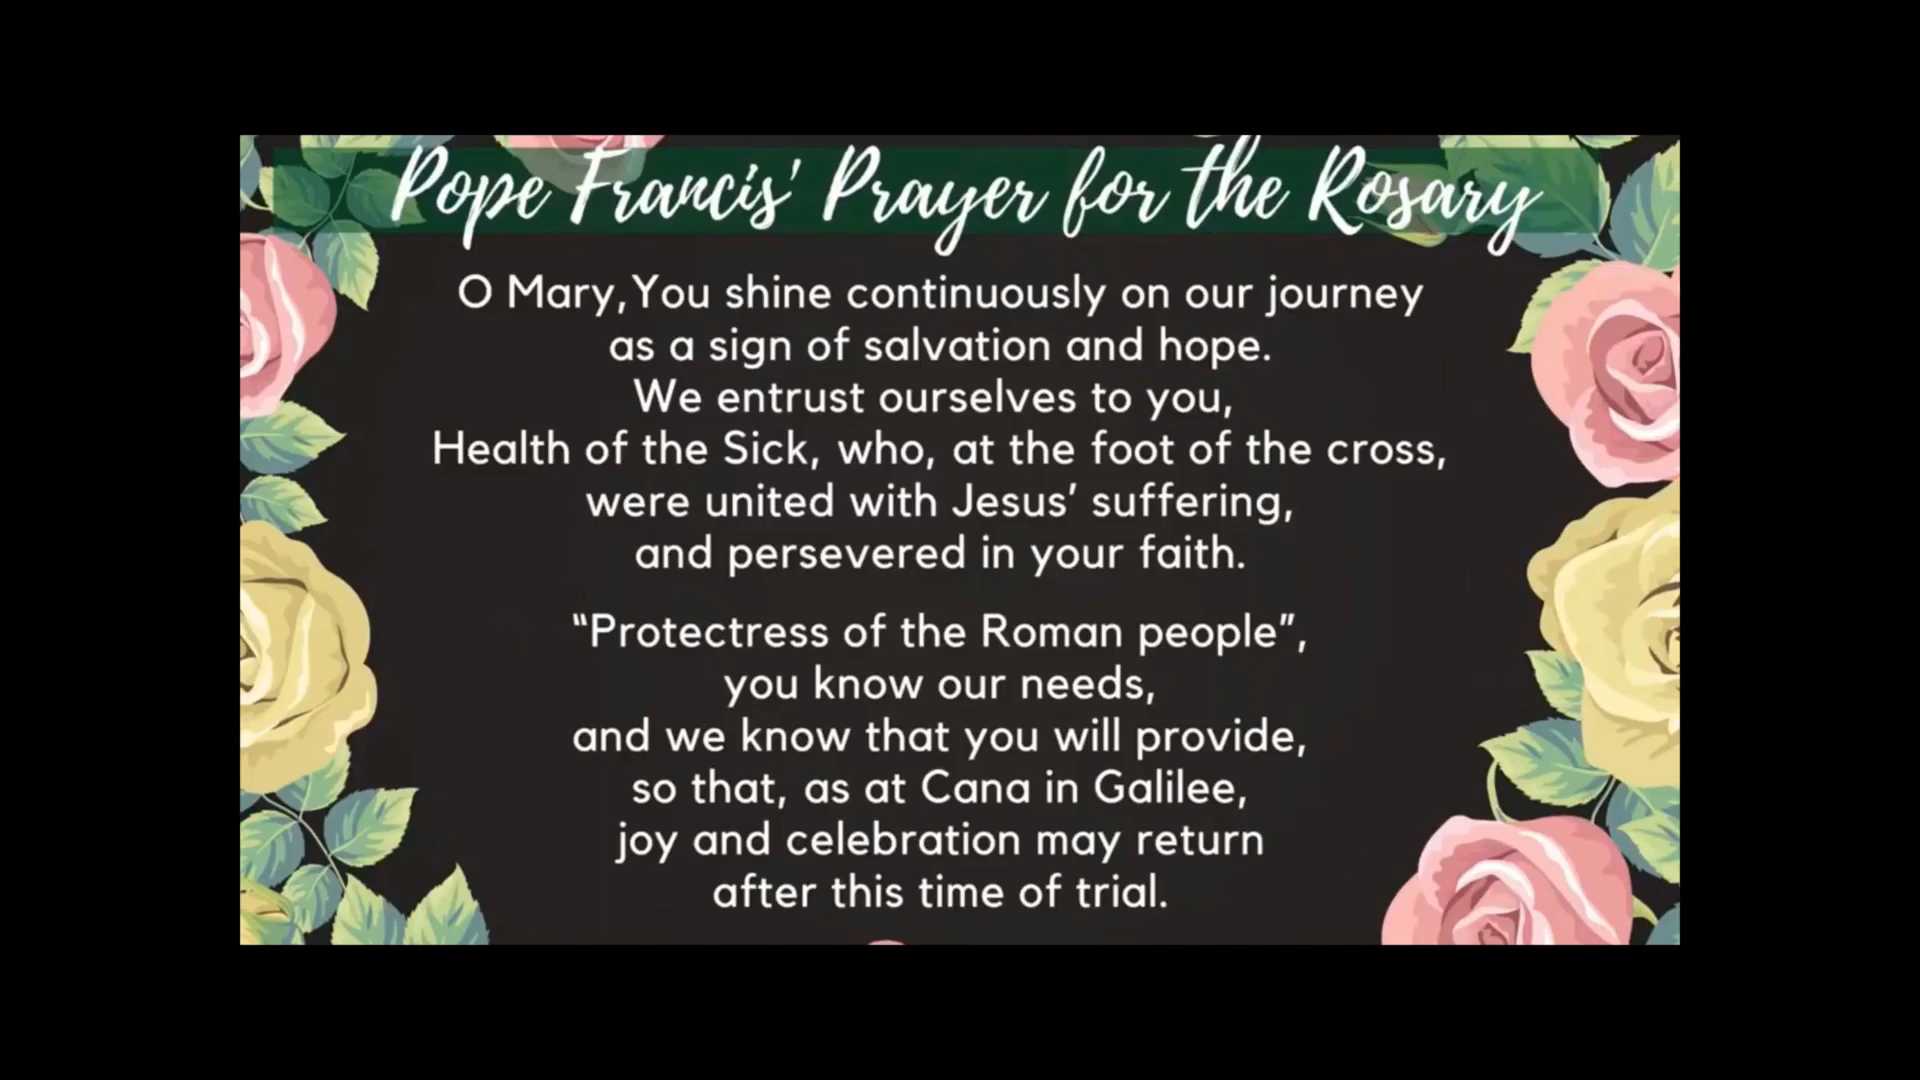 Pope Francis' Prayer for the Rosary
O Mary, You shine continuously on our journey
as a sign of salvation and hope.
We entrust ourselves to you,
Health of the Sick, who, at the foot of the cross,
were united with Jesus’ suffering,
and persevered in your faith.
“Protectress of the Roman people”,
you know our needs,
and we know that you will provide,
so that, as at Cana in Galilee,
joy and celebration may return
after this time of trial.